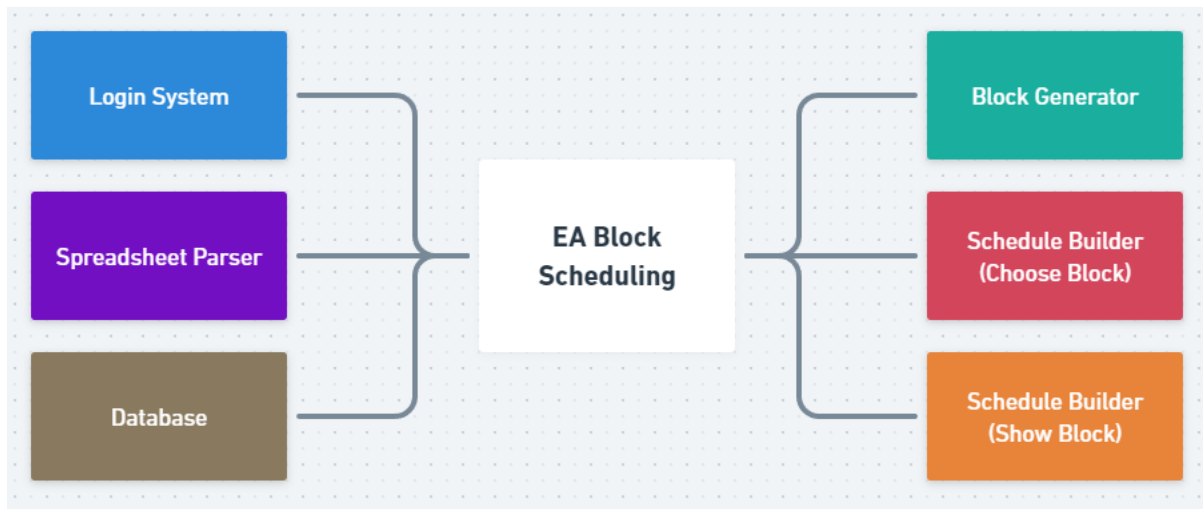 Login System
Spreadsheet Parser
Database
EA Block
Scheduling
Block Generator
Schedule Builder
(Choose Block)
Schedule Builder
(Show Block)